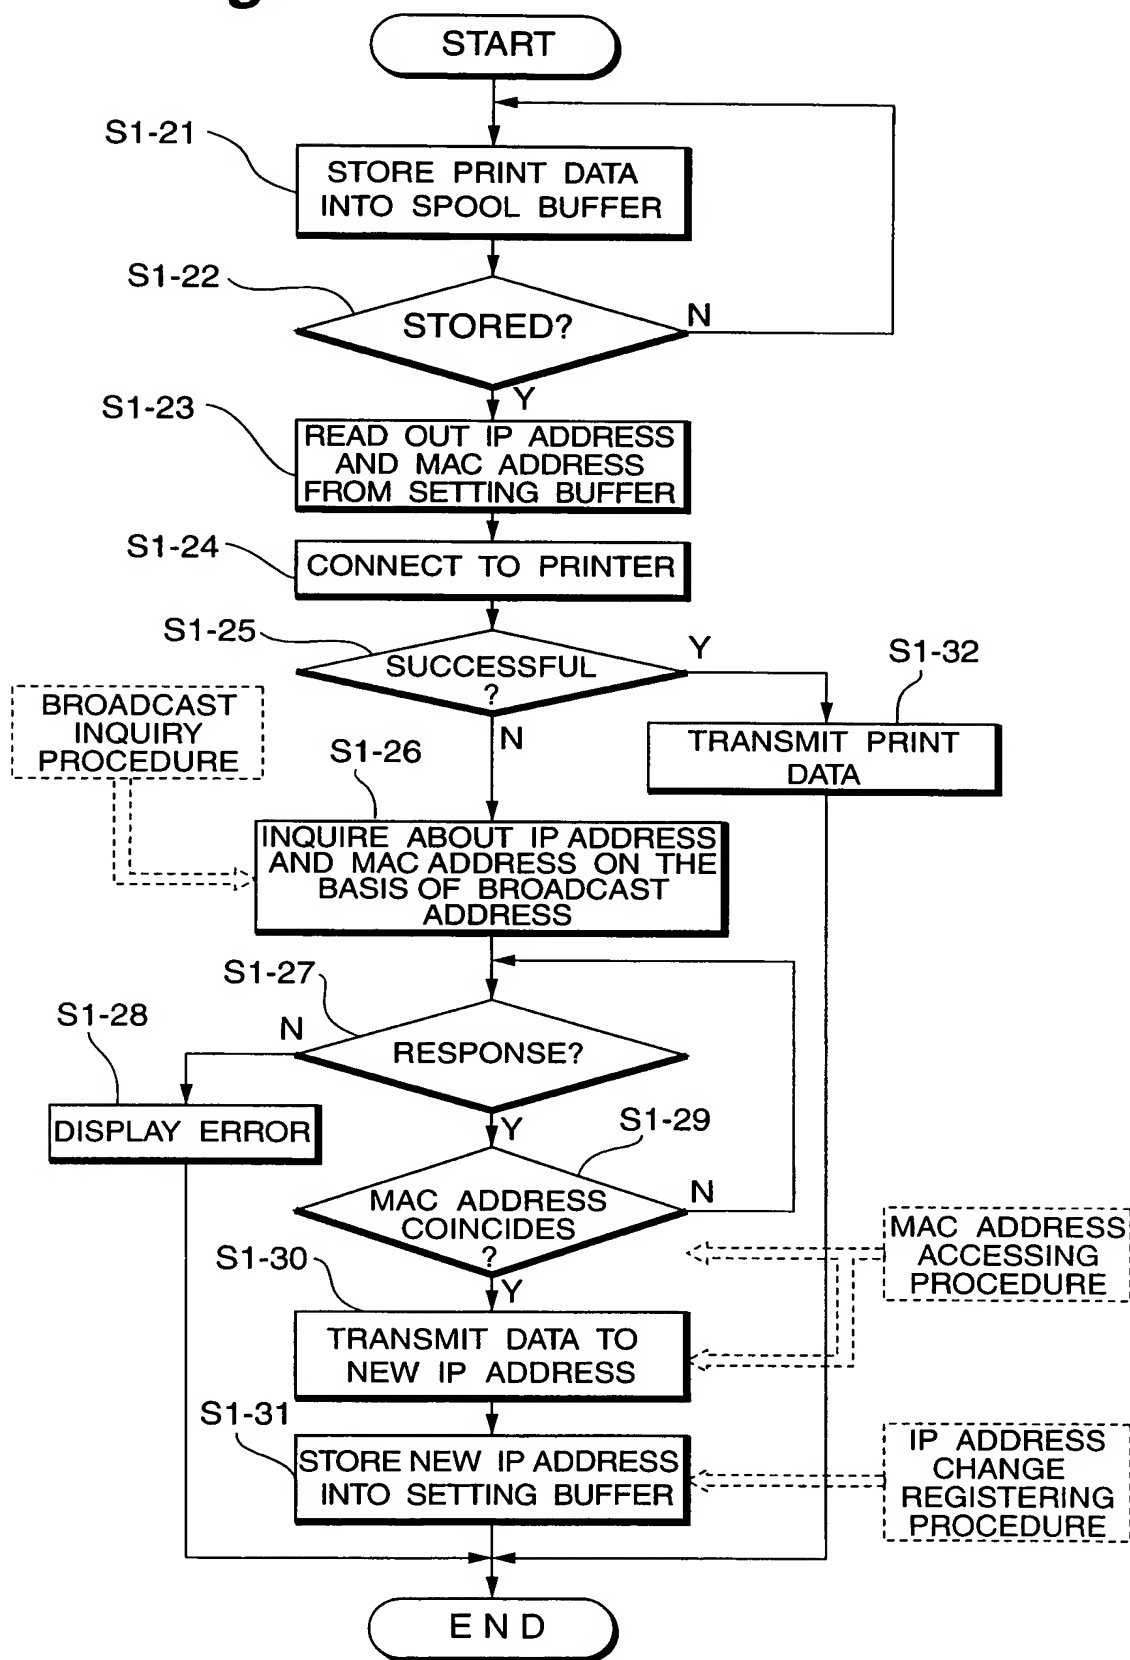 START
S1-21
STORE PRINT DATA
INTO SPOOL BUFFER
S1-22
STORED?
N
Y
S1-23
READ OUT IP ADDRESS
AND MAC ADDRESS
FROM SETTING BUFFER
S1-24
CONNECT TO PRINTER
S1-25
SUCCESSFUL
?
Y
S1-32
TRANSMIT PRINT
DATA
N
BROADCAST
INQUIRY
PROCEDURE
S1-26
INQUIRE ABOUT IP ADDRESS
AND MAC ADDRESS ON THE
BASIS OF BROADCAST
ADDRESS
S1-27
S1-28
N
RESPONSE?
DISPLAY ERROR
Y
S1-29
MAC ADDRESS
COINCIDES
?
N
MAC ADDRESS
ACCESSING
PROCEDURE
S1-30
Y
TRANSMIT DATA TO
NEW IP ADDRESS
S1-31
STORE NEW IP ADDRESS
INTO SETTING BUFFER
IP ADDRESS
CHANGE
REGISTERING
PROCEDURE
END